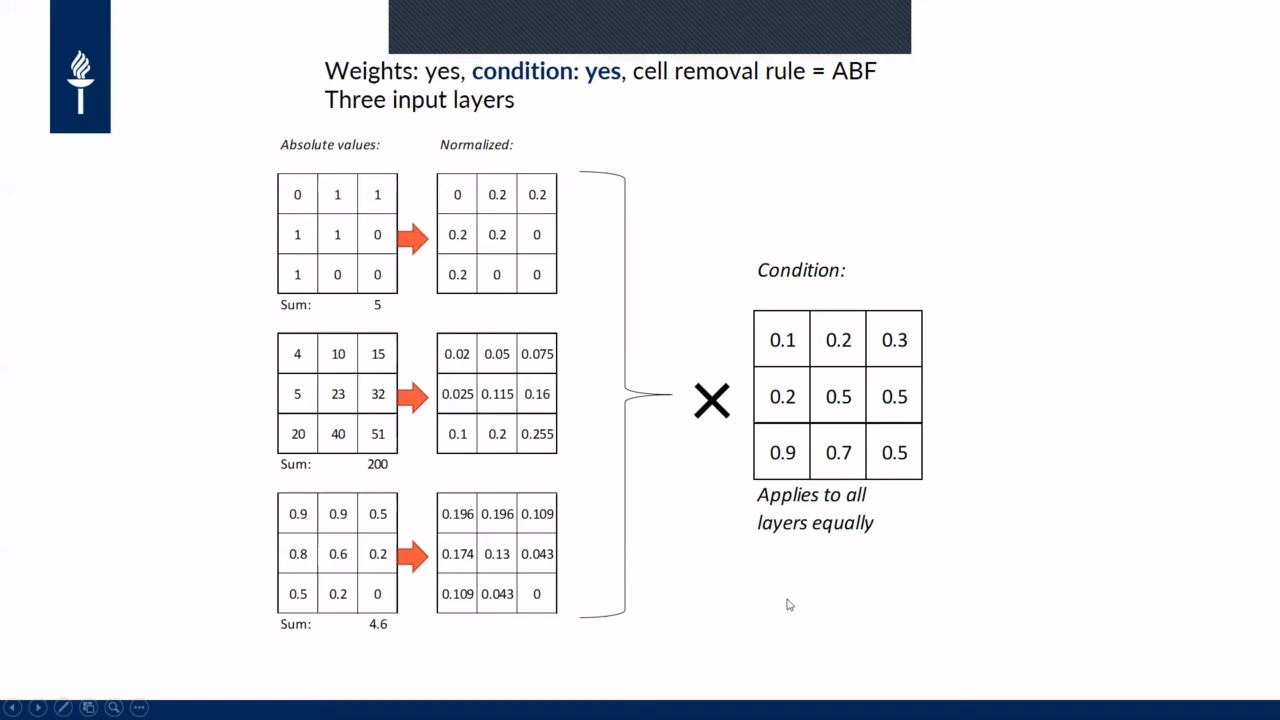 Weights: yes, condition: yes, cell removal rule = ABF
Three input layers
Absolute values:
Normalized:
0 1 1
1 1 0
1 0 0
Sum: 5
0 0.2 0.2
0.2 0.2 0
0.2 0 0
4 10 15
5 23 32
20 40 51
Sum: 200
0.02 0.05 0.075
0.025 0.115 0.16
0.1 0.2 0.255
0.9 0.9 0.5
0.8 0.6 0.2
0.5 0.2 0
Sum: 4.6
0.196 0.196 0.109
0.174 0.13 0.043
0.109 0.043 0
×
Condition:
0.1 0.2 0.3
0.2 0.5 0.5
0.9 0.7 0.5
Applies to all
layers equally